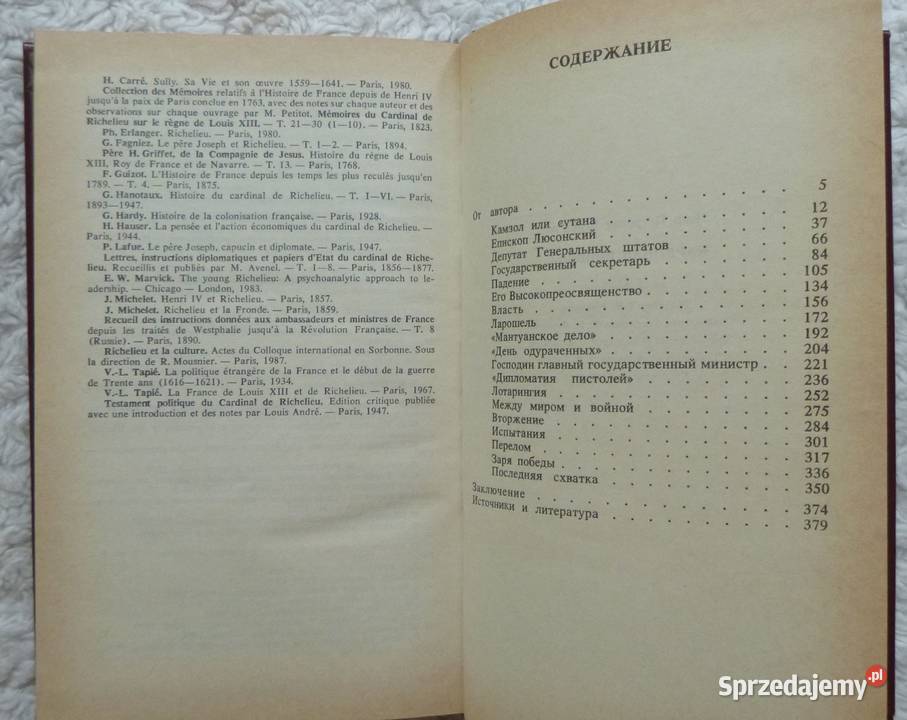 H. Carré. Sully. Sa Vie et son œuvre 1559—1641. — Paris, 1980.
Collection des Mémoires relatifs à l'Histoire de France depuis de Henri IV
jusqu'à la paix de Paris conclue en 1763, avec des notes sur chaque auteur et des
observations sur chaque ouvrage par M. Petitot. Mémoires du Cardinal de
Richelieu sur le règne de Louis XIII. — T. 21—30 (1—10). — Paris, 1823.
Ph. Erlanger. Richelieu. — Paris, 1980.
G. Fagniez. Le père Joseph et Richelieu. — T. 1—2. — Paris, 1894.
Père H. Griffet, de la Compagnie de Jesus. Histoire du règne de Louis
XIII, Roy de France et de Navarre. — T. 13. — Paris, 1768.
F. Guizot. L'Histoire de France depuis les temps les plus reculés jusqu'en
1789. — T. 4. — Paris, 1875.
G. Hanotaux. Histoire du cardinal de Richelieu. — T. I—VI. — Paris,
1893—1947.
G. Hardy. Histoire de la colonisation française. — Paris, 1928.
H. Hauser. La pensée et l'action économiques du cardinal de Richelieu. —
Paris, 1944.
P. Lafue. Le père Joseph, capucin et diplomate. — Paris, 1947.
Lettres, instructions diplomatiques et papiers d'Etat du cardinal de Riche-
lieu. Recueillis et publiés par M. Avenel. — T. 1—8. — Paris, 1856—1877.
E. W. Marvick. The young Richelieu: A psychoanalytic approach to le-
adership. — Chicago — London, 1983.
J. Michelet. Henri IV et Richelieu. — Paris, 1857.
J. Michelet. Richelieu et la Fronde. — Paris, 1859.
Recueil des instructions données aux ambassadeurs et ministres de France
depuis les traités de Westphalie jusqu'à la Révolution Française. — T. 8
(Russie). — Paris, 1890.
Richelieu et la culture. Actes du Colloque international en Sorbonne. Sous
la direction de R. Mousnier. — Paris, 1987.
V.-L. Tapié. La politique étrangère de la France et le début de la guerre
de Trente ans (1616—1621). — Paris, 1934.
V.-L. Tapié. La France de Louis XIII et de Richelieu. — Paris, 1967.
Testament politique du Cardinal de Richelieu. Edition critique publiée
avec une introduction et des notes par Louis André. — Paris, 1947.
СОДЕРЖАНИЕ
От автора . . . . . . . . . . . . 5
Камзол или еутана . . . . . . . . . . 12
Епископ Люсонский . . . . . . . . . . 37
Депутат Генеральных штатов . . . . . . . 66
Государственный секретарь . . . . . . . . 84
Падение . . . . . . . . . . . . 105
Его Высокопреосвященство . . . . . . . . 134
Власть . . . . . . . . . . . . 156
Ларошель . . . . . . . . . . . . 172
«Мантуанское дело» . . . . . . . . . . 192
«День одураченных» . . . . . . . . . . 204
Господин главный государственный министр . . 221
«Дипломатия пистолей» . . . . . . . . . 236
Лотарингия . . . . . . . . . . . . 252
Между миром и войной . . . . . . . . . 275
Вторжение . . . . . . . . . . . . 284
Испытания . . . . . . . . . . . . 301
Перелом . . . . . . . . . . . . 317
Заря победы . . . . . . . . . . . . 336
Последняя схватка . . . . . . . . . . 350
Заключение . . . . . . . . . . . . 374
Источники и литература . . . . . . . . . 379
Sprzedajemy.pl